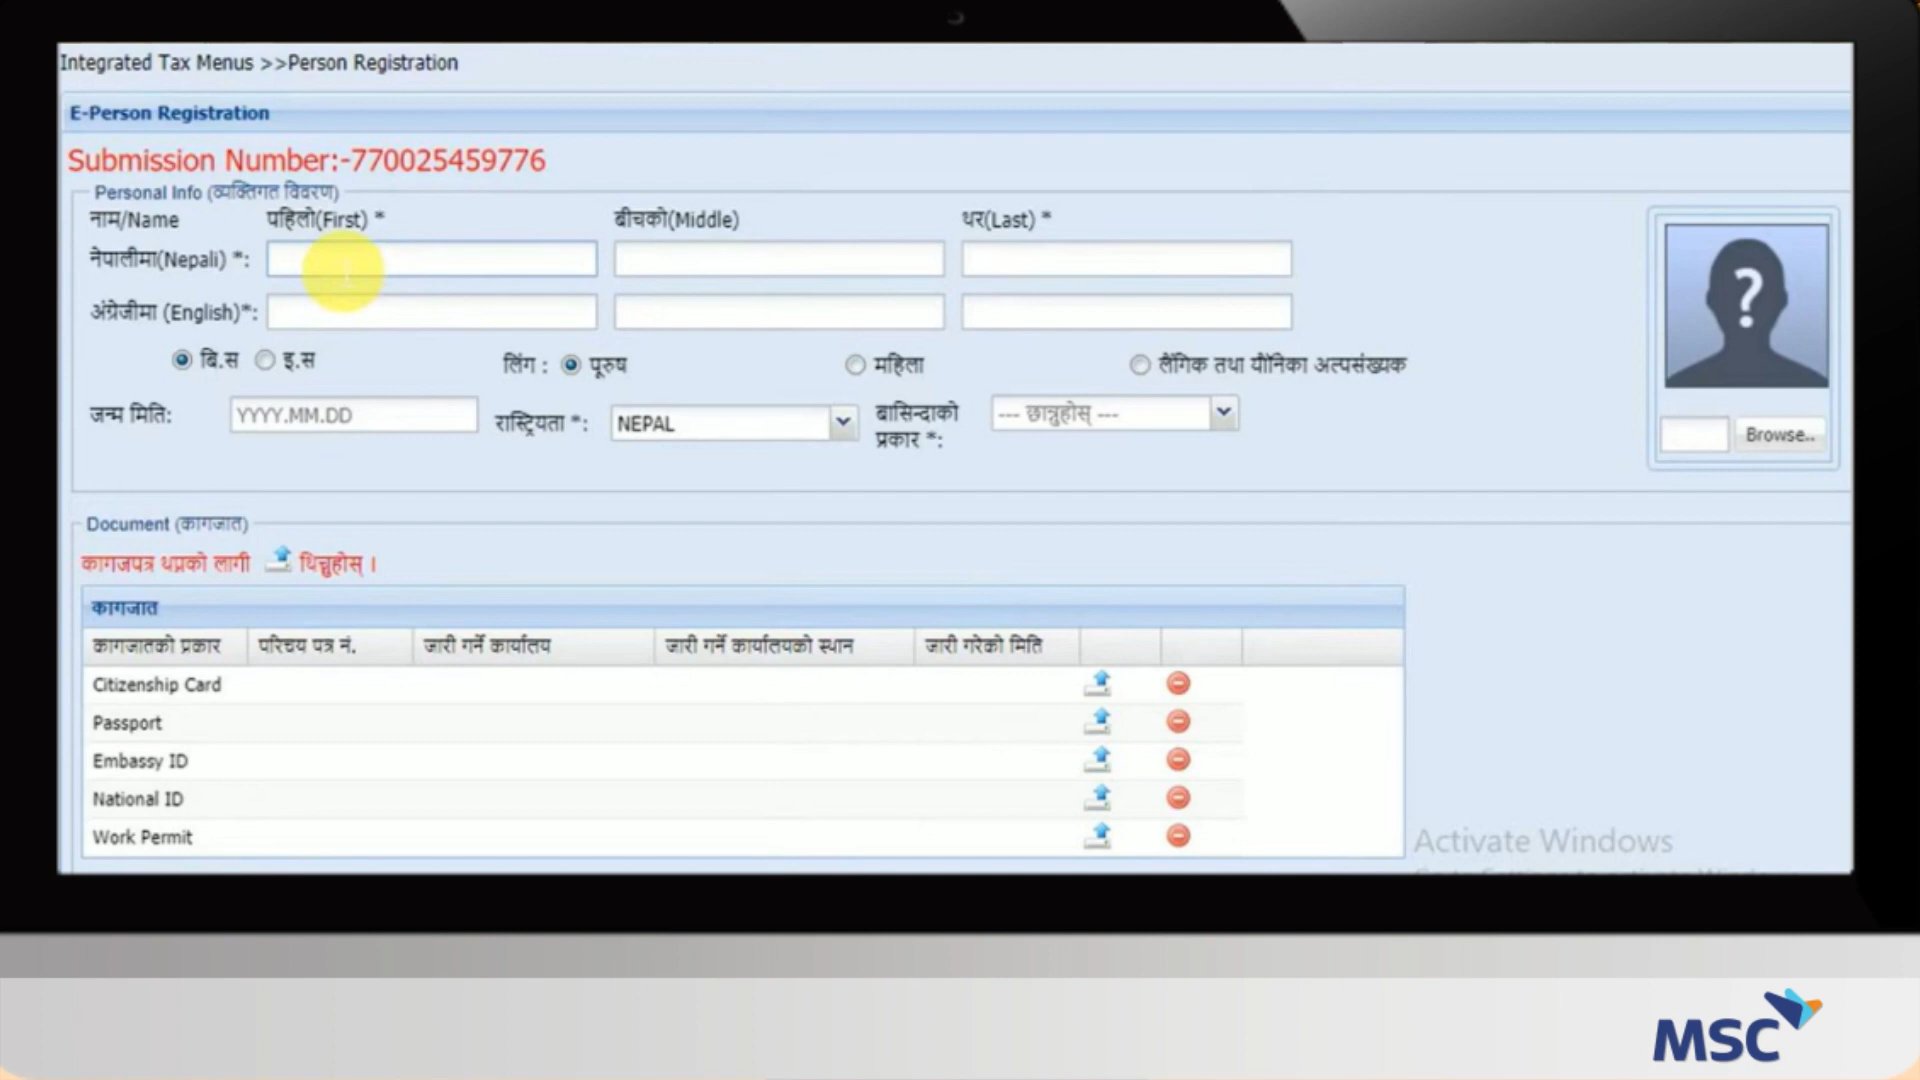 Integrated Tax Menus >>Person Registration
E-Person Registration
Submission Number:-770025459776
Personal Info (व्यक्तिगत विवरण)
नाम/Name पहिलो(First) * बीचको(Middle) थर(Last) *
नेपालीमा(Nepali) *:
अंग्रेजीमा (English)*:
बि.स इ.स लिंग : पूरुष महिला लैंगिक तथा यौनिका अल्पसंख्यक
जन्म मिति: YYYY.MM.DD रास्ट्रियता *: NEPAL बासिन्दाको प्रकार *: --- छान्नुहोस् ---
Browse..
Document (कागजात)
कागजपत्र थप्नको लागी थिच्नुहोस् ।
कागजात
कागजातको प्रकार परिचय पत्र नं. जारी गर्ने कार्यालय जारी गर्ने कार्यालयको स्थान जारी गरेको मिति
Citizenship Card
Passport
Embassy ID
National ID
Work Permit
Activate Windows
MSC